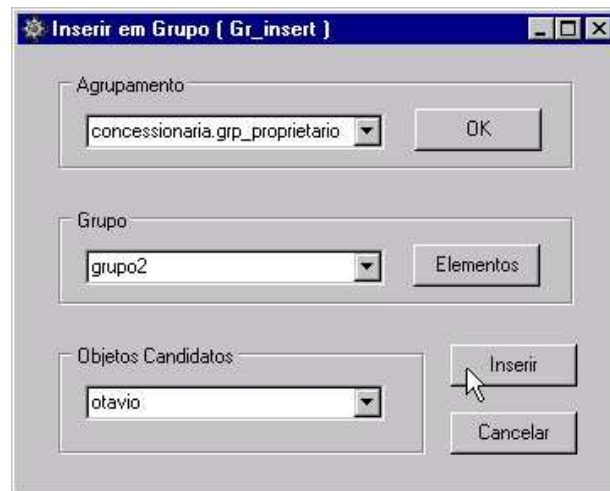 Inserir em Grupo ( Gr_insert )
Agrupamento
concessionaria.grp_proprietario
OK
Grupo
grupo2
Elementos
Objetos Candidatos
Inserir
otavio
Cancelar